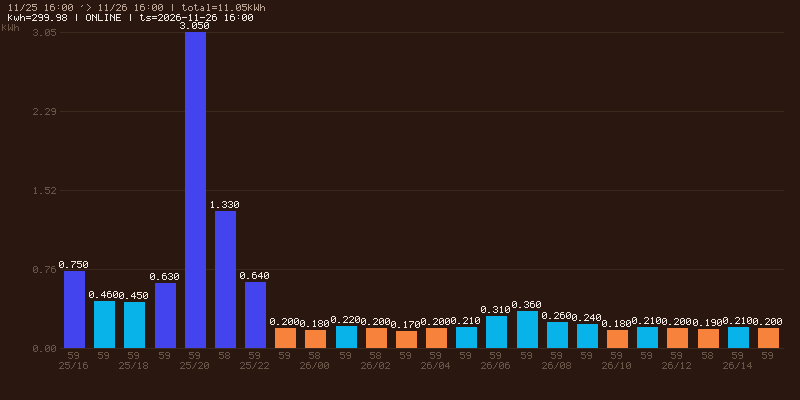 11/25 16:00 -> 11/26 16:00 | total=11.05KWh
Kwh=299.98 | ONLINE | ts=2026-11-26 16:00
KWh
3.05
2.29
1.52
0.76
0.00
0.750 0.460 0.450 0.630 3.050 1.330 0.640 0.200 0.180 0.220 0.200 0.170 0.200 0.210 0.310 0.360 0.260 0.240 0.180 0.210 0.200 0.190 0.210 0.200
59 59 59 59 59 58 59 59 59 59 58 59 59 59 59 59 59 59 59 59 59 58 59 59
25/16 25/18 25/20 25/22 26/00 26/02 26/04 26/06 26/08 26/10 26/12 26/14